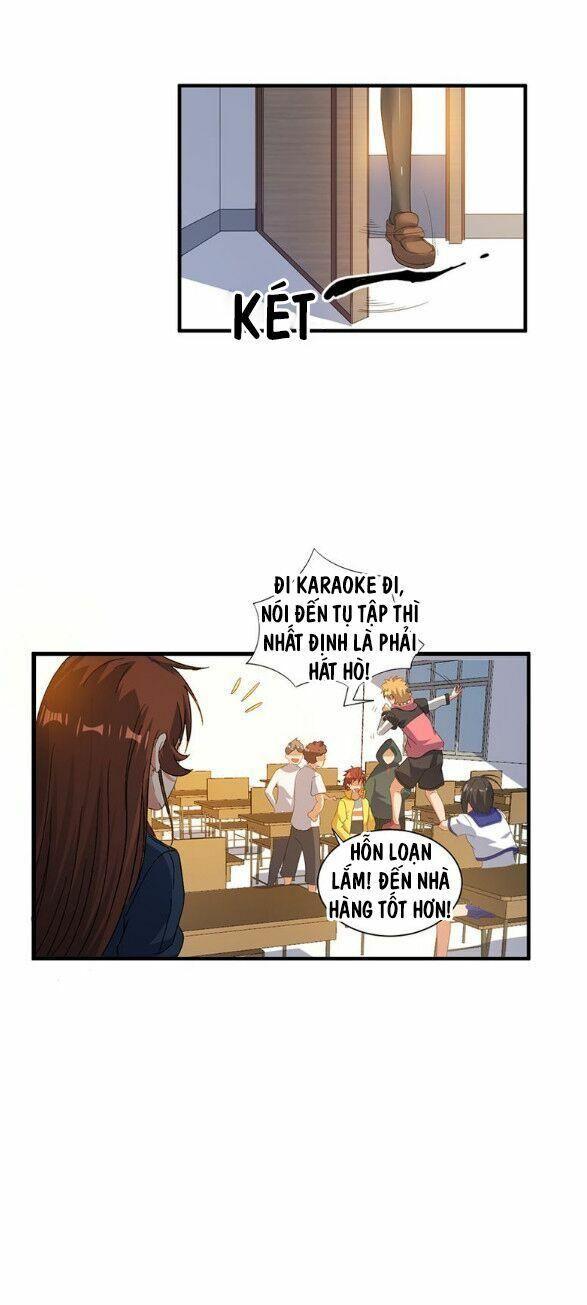 KÉT
ĐI KARAOKE ĐI,
NÓI ĐẾN TỤ TẬP THÌ
NHẤT ĐỊNH LÀ PHẢI
HÁT HÒ!
HỖN LOẠN
LẮM! ĐẾN NHÀ
HÀNG TỐT HƠN!